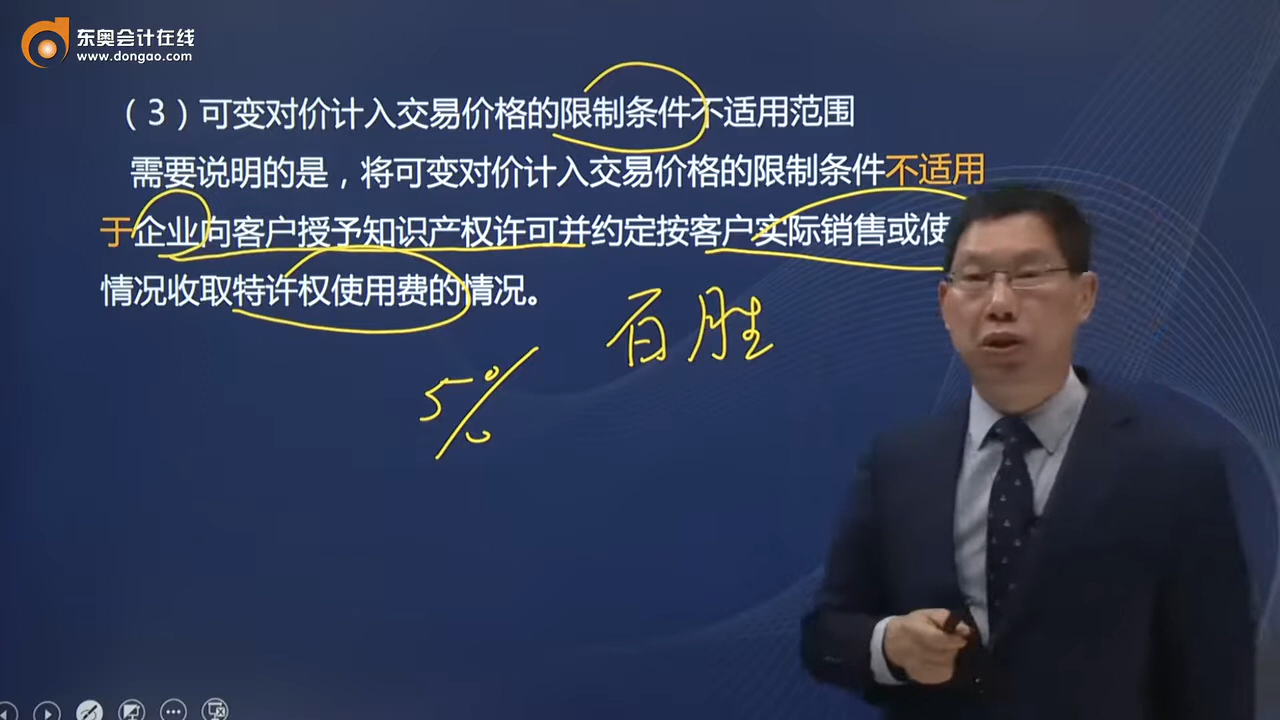 东奥会计在线
www.dongao.com
（3）可变对价计入交易价格的限制条件不适用范围
需要说明的是，将可变对价计入交易价格的限制条件不适用
于企业向客户授予知识产权许可并约定按客户实际销售或使
情况收取特许权使用费的情况。
百胜
5%